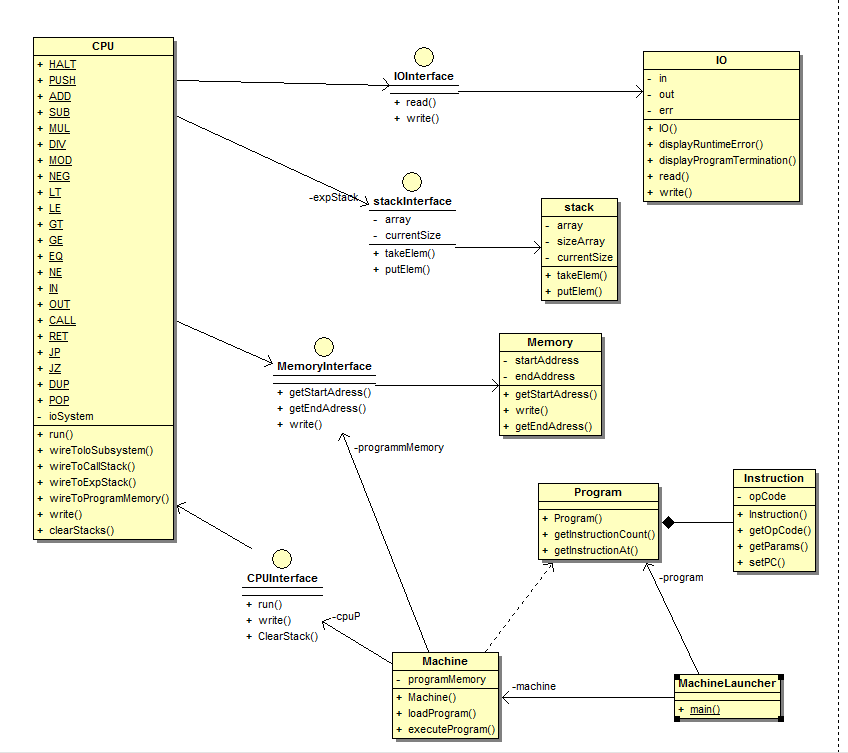 CPU
+ HALT
+ PUSH
+ ADD
+ SUB
+ MUL
+ DIV
+ MOD
+ NEG
+ LT
+ LE
+ GT
+ GE
+ EQ
+ NE
+ IN
+ OUT
+ CALL
+ RET
+ JP
+ JZ
+ DUP
+ POP
- ioSystem
+ run()
+ wireToIoSubsystem()
+ wireToCallStack()
+ wireToExpStack()
+ wireToProgramMemory()
+ write()
+ clearStacks()
IOInterface
+ read()
+ write()
IO
- in
- out
- err
+ IO()
+ displayRuntimeError()
+ displayProgramTermination()
+ read()
+ write()
-expStack
stackInterface
- array
- currentSize
+ takeElem()
+ putElem()
stack
- array
- sizeArray
- currentSize
+ takeElem()
+ putElem()
MemoryInterface
+ getStartAdress()
+ getEndAdress()
+ write()
Memory
- startAddress
- endAddress
+ getStartAdress()
+ write()
+ getEndAdress()
-programmMemory
Program
+ Program()
+ getInstructionCount()
+ getInstructionAt()
Instruction
- opCode
+ Instruction()
+ getOpCode()
+ getParams()
+ setPC()
CPUInterface
+ run()
+ write()
+ ClearStack()
-cpuP
-program
Machine
- programMemory
+ Machine()
+ loadProgram()
+ executeProgram()
-machine
MachineLauncher
+ main()